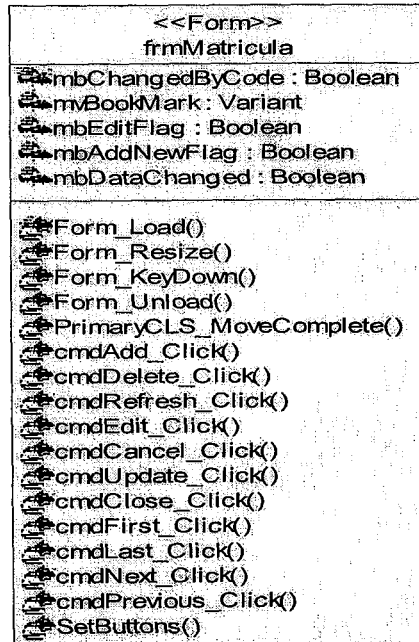 <<Form>>
frmMatricula
mbChangedByCode : Boolean
mvBookMark : Variant
mbEditFlag : Boolean
mbAddNewFlag : Boolean
mbDataChanged : Boolean
Form_Load()
Form_Resize()
Form_KeyDown()
Form_Unload()
PrimaryCLS_MoveComplete()
cmdAdd_Click()
cmdDelete_Click()
cmdRefresh_Click()
cmdEdit_Click()
cmdCancel_Click()
cmdUpdate_Click()
cmdClose_Click()
cmdFirst_Click()
cmdLast_Click()
cmdNext_Click()
cmdPrevious_Click()
SetButtons()